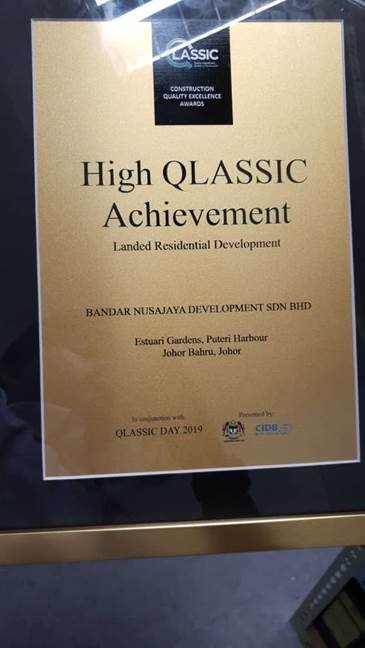 QLASSIC
CONSTRUCTION
QUALITY EXCELLENCE
AWARDS
High QLASSIC
Achievement
Landed Residential Development
BANDAR NUSAJAYA DEVELOPMENT SDN BHD
Estuari Gardens, Puteri Harbour
Johor Bahru, Johor
In conjunction with
QLASSIC DAY 2019
Presented by
CIDB